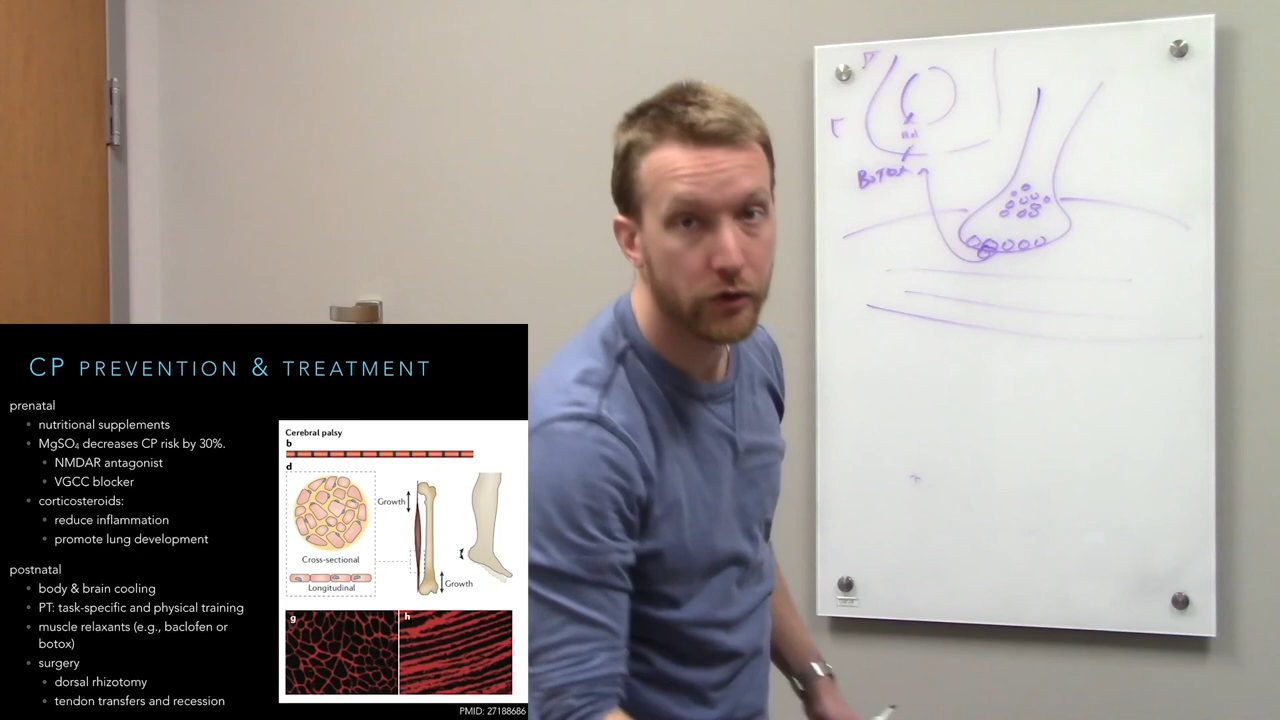 BOTOX
CP PREVENTION & TREATMENT
prenatal
nutritional supplements
MgSO₄ decreases CP risk by 30%.
NMDAR antagonist
VGCC blocker
corticosteroids:
reduce inflammation
promote lung development
postnatal
body & brain cooling
PT: task-specific and physical training
muscle relaxants (e.g., baclofen or
botox)
surgery
dorsal rhizotomy
tendon transfers and recession
Cerebral palsy
b
d
Growth
Cross-sectional
Longitudinal
Growth
g
h
PMID: 27188686